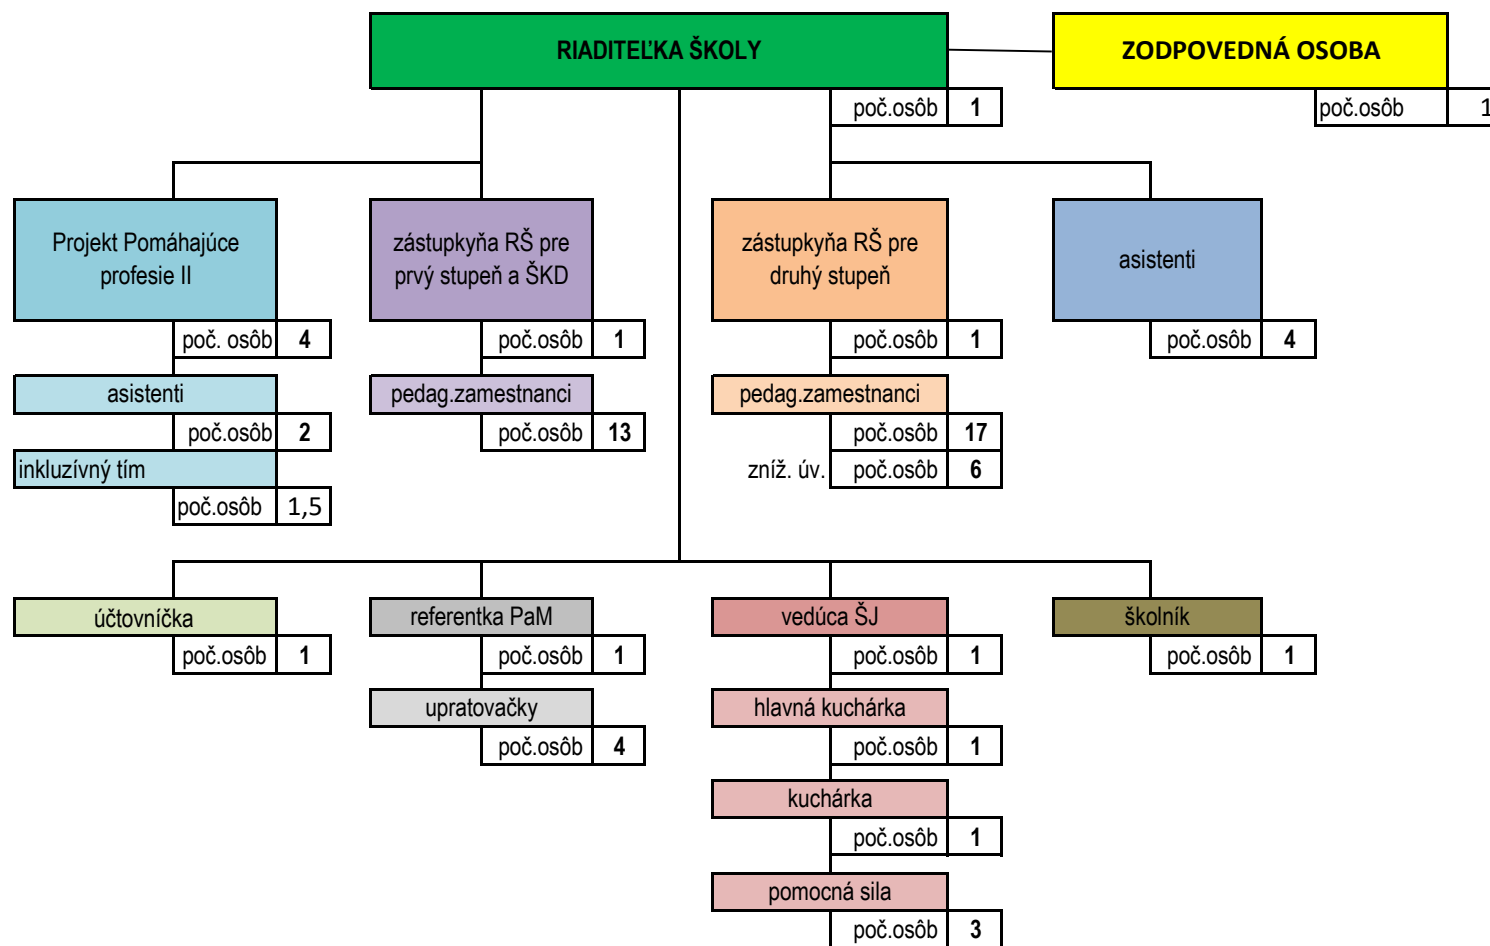 RIADITEĽKA ŠKOLY
ZODPOVEDNÁ OSOBA
poč.osôb 1
poč.osôb 1
Projekt Pomáhajúce
profesie II
zástupkyňa RŠ pre
prvý stupeň a ŠKD
zástupkyňa RŠ pre
druhý stupeň
asistenti
poč. osôb 4
poč.osôb 1
poč.osôb 1
poč.osôb 4
asistenti
pedag.zamestnanci
pedag.zamestnanci
poč.osôb 2
poč.osôb 13
poč.osôb 17
inkluzívny tím
zníž. úv. poč.osôb 6
poč.osôb 1,5
účtovníčka
referentka PaM
vedúca ŠJ
školník
poč.osôb 1
poč.osôb 1
poč.osôb 1
poč.osôb 1
upratovačky
hlavná kuchárka
poč.osôb 4
poč.osôb 1
kuchárka
poč.osôb 1
pomocná sila
poč.osôb 3